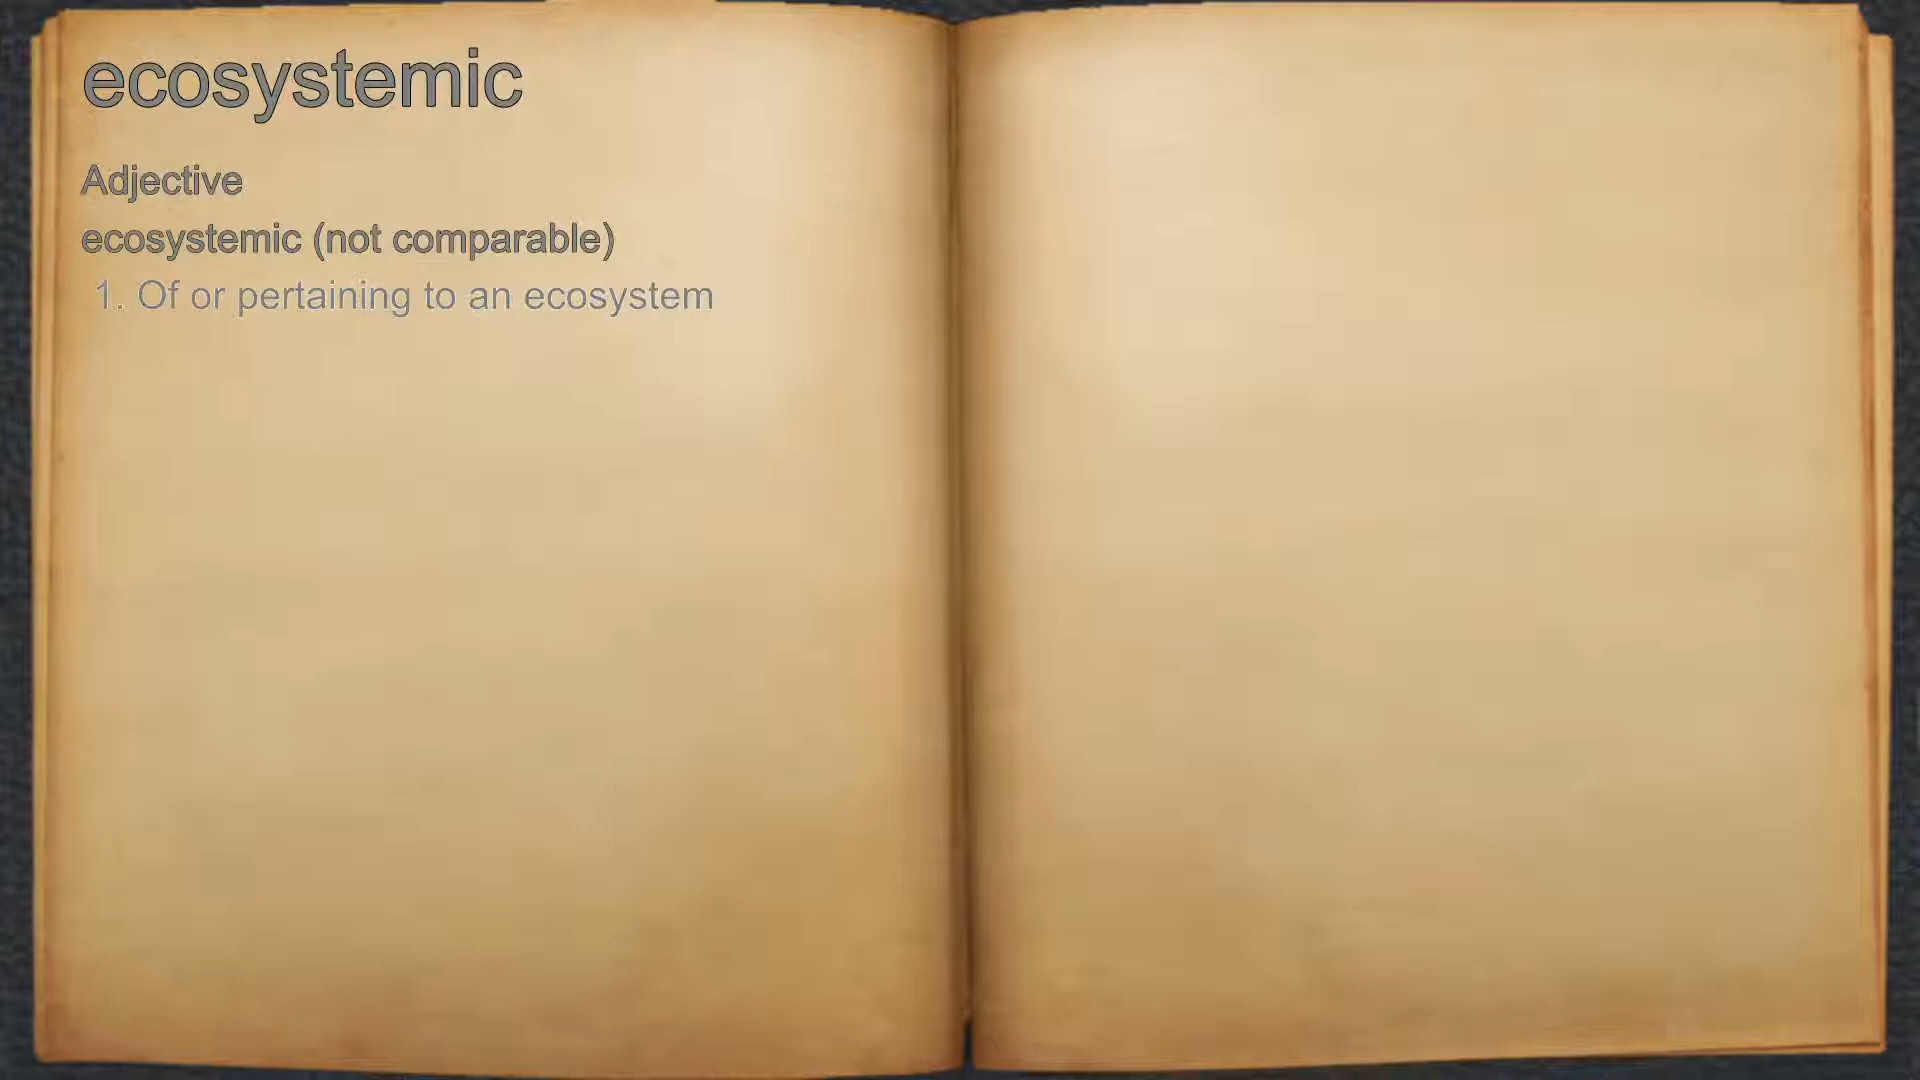 ecosystemic
Adjective
ecosystemic (not comparable)
1. Of or pertaining to an ecosystem